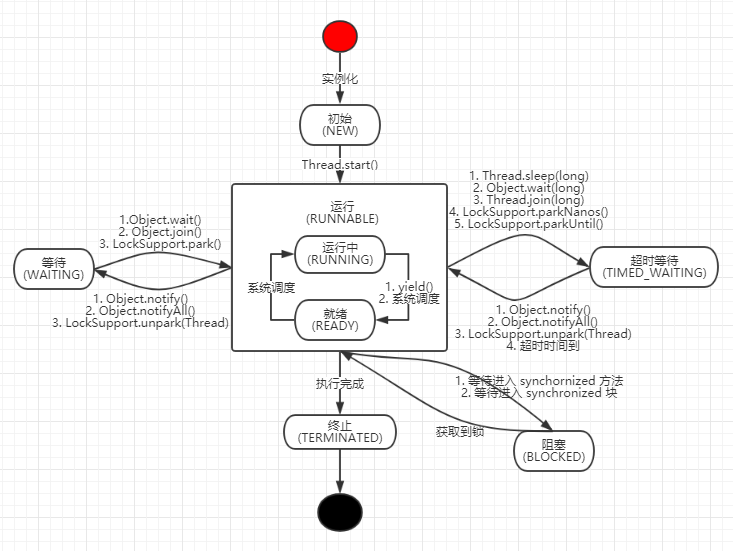 实例化
初始
(NEW)
Thread.start()
1. Thread.sleep(long)
2. Object.wait(long)
3. Thread.join(long)
4. LockSupport.parkNanos()
5. LockSupport.parkUntil()
运行
(RUNNABLE)
1.Object.wait()
2. Object.join()
3. LockSupport.park()
运行中
(RUNNING)
等待
(WAITING)
超时等待
(TIMED_WAITING)
系统调度
1. yield()
2. 系统调度
1. Object.notify()
2. Object.notifyAll()
3. LockSupport.unpark(Thread)
就绪
(READY)
1. Object.notify()
2. Object.notifyAll()
3. LockSupport.unpark(Thread)
4. 超时时间到
执行完成
1. 等待进入 synchornized 方法
2. 等待进入 synchronized 块
终止
(TERMINATED)
获取到锁
阻塞
(BLOCKED)